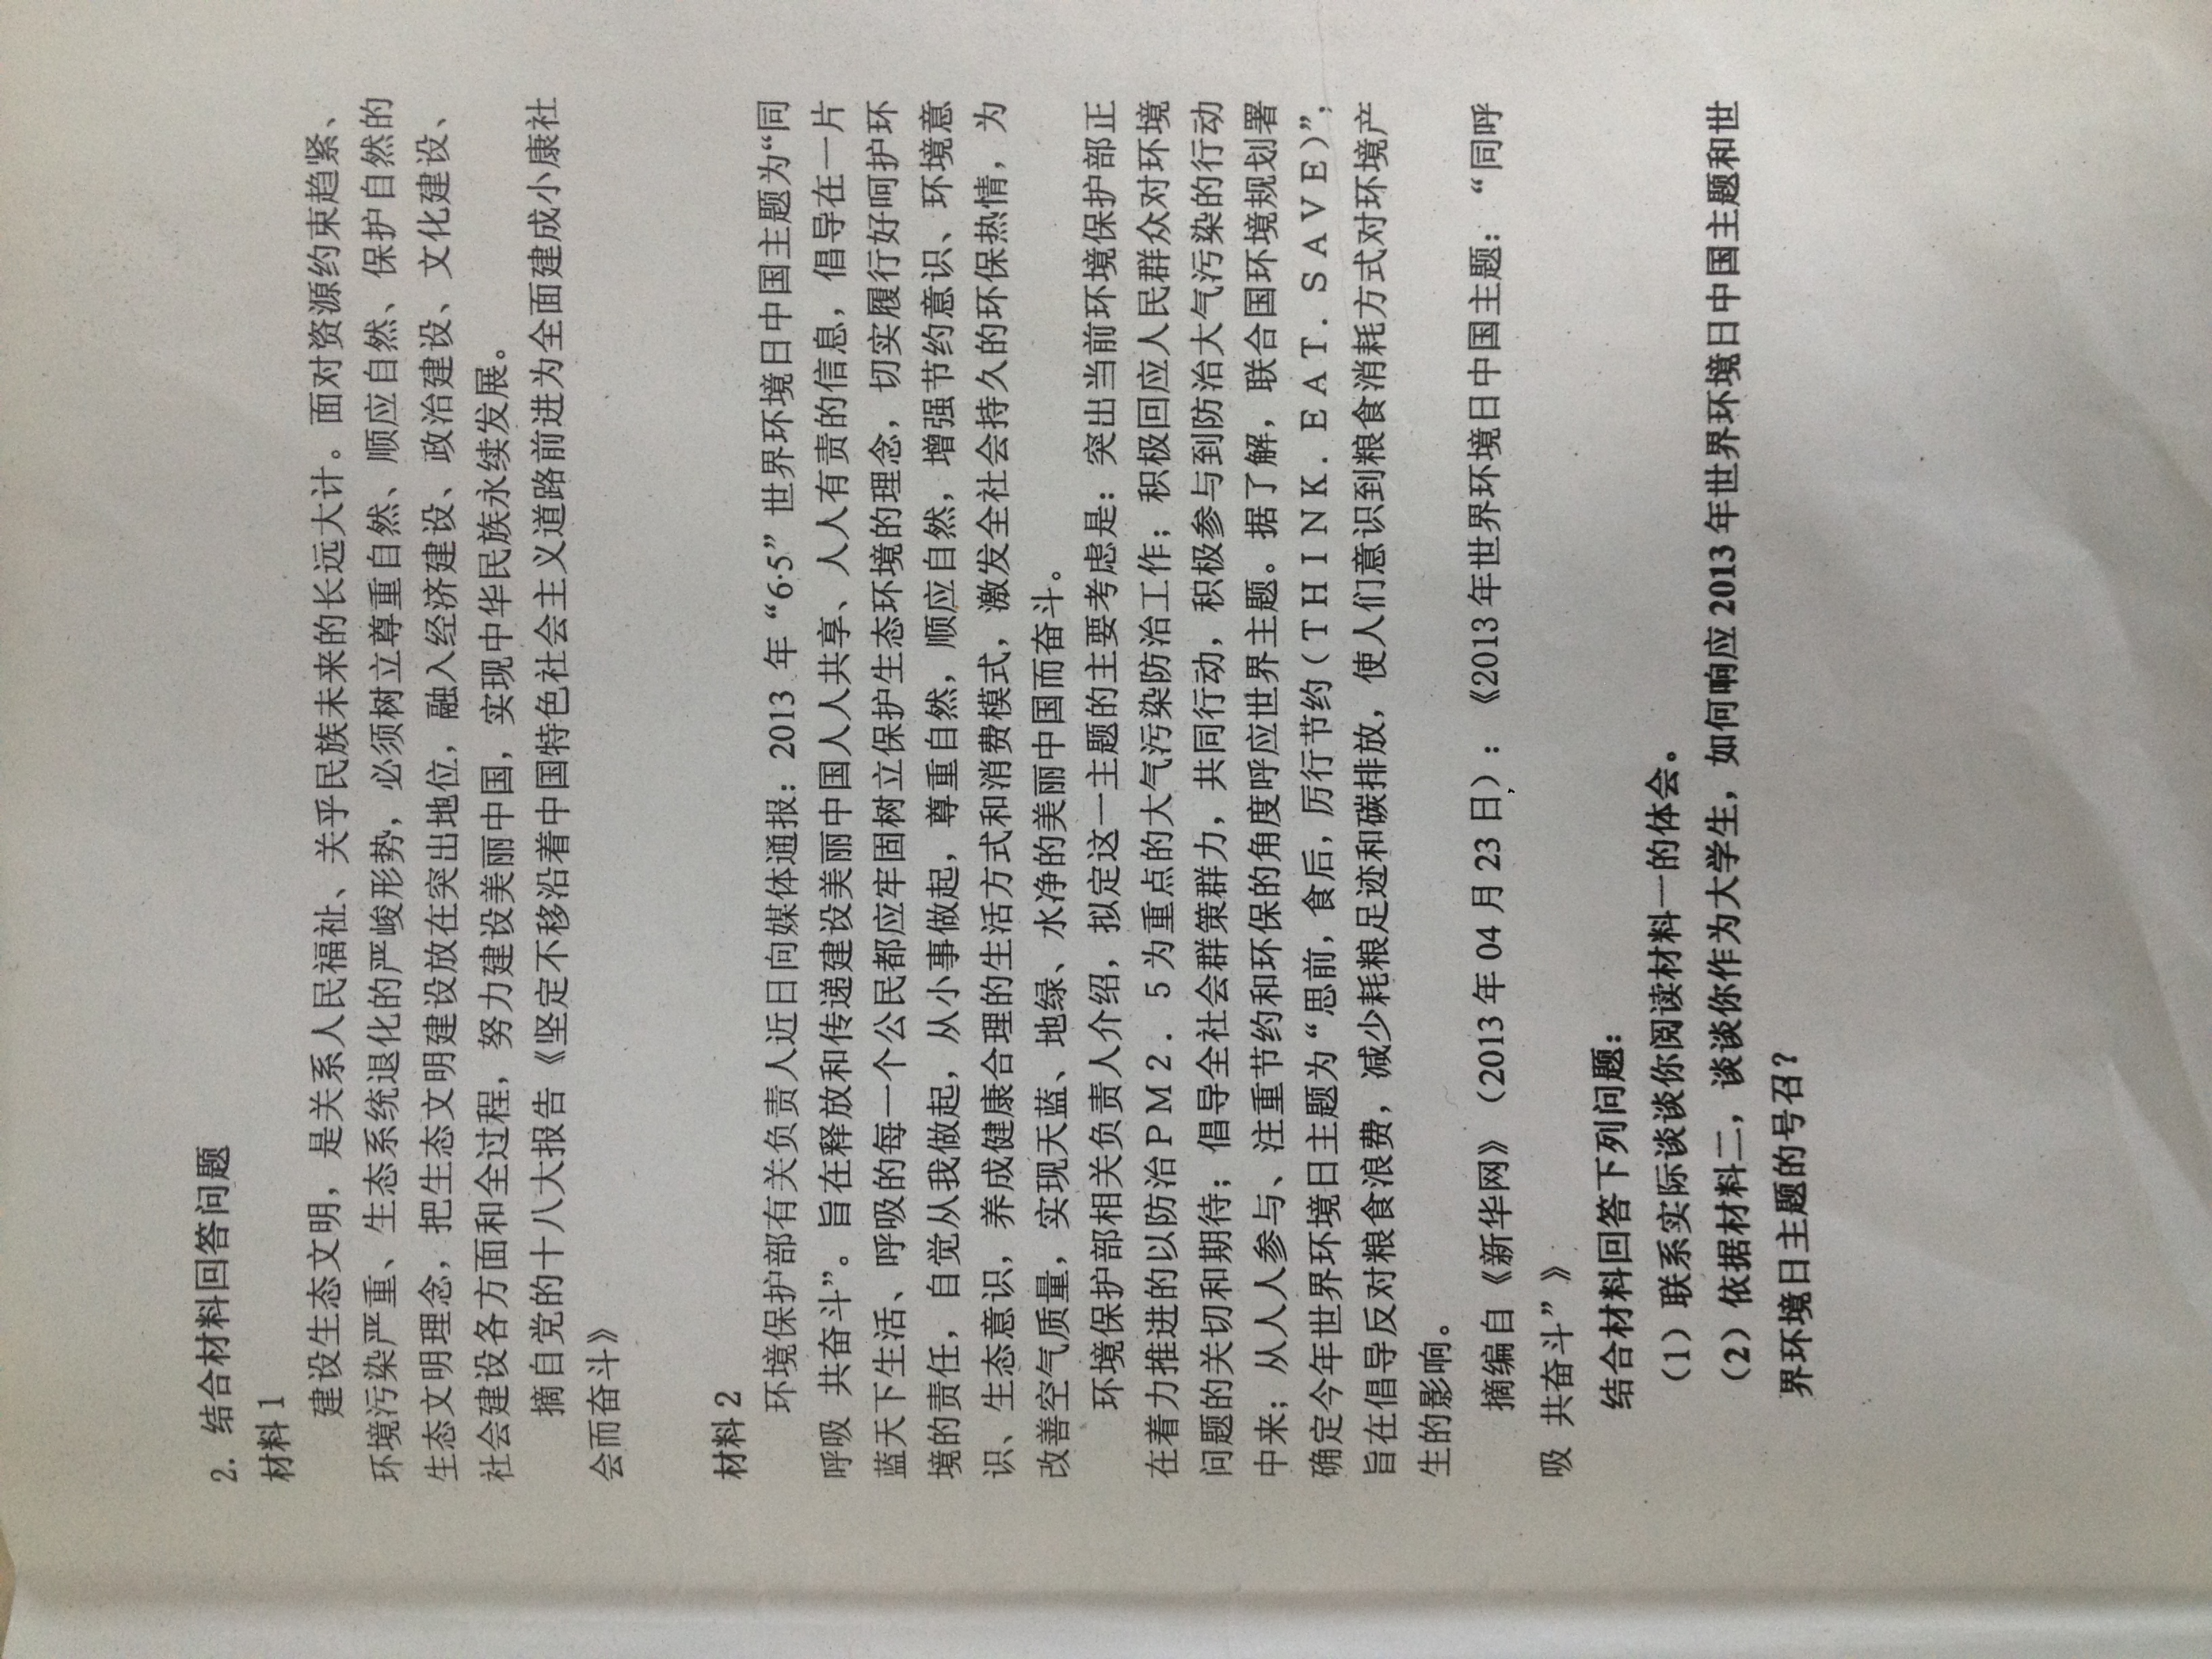 2. 结合材料回答问题
材料 1
建设生态文明，是关系人民福祉、关乎民族未来的长远大计。面对资源约束趋紧、
环境污染严重、生态系统退化的严峻形势，必须树立尊重自然、顺应自然、保护自然的
生态文明理念，把生态文明建设放在突出地位，融入经济建设、政治建设、文化建设、
社会建设各方面和全过程，努力建设美丽中国，实现中华民族永续发展。
摘自党的十八大报告《坚定不移沿着中国特色社会主义道路前进为全面建成小康社
会而奋斗》
材料 2
环境保护部有关负责人近日向媒体通报：2013 年“6·5”世界环境日中国主题为“同
呼吸 共奋斗”。旨在释放和传递建设美丽中国人人共享、人人有责的信息，倡导在一片
蓝天下生活、呼吸的每一个公民都应牢固树立保护生态环境的理念，切实履行好呵护环
境的责任，自觉从我做起，从小事做起，尊重自然，顺应自然，增强节约意识、环境意
识、生态意识，养成健康合理的生活方式和消费模式，激发全社会持久的环保热情，为
改善空气质量，实现天蓝、地绿、水净的美丽中国而奋斗。
环境保护部相关负责人介绍，拟定这一主题的主要考虑是：突出当前环境保护部正
在着力推进的以防治ＰＭ２．５为重点的大气污染防治工作；积极回应人民群众对环境
问题的关切和期待；倡导全社会群策群力，共同行动，积极参与到防治大气污染的行动
中来；从人人参与、注重节约和环保的角度呼应世界主题。据了解，联合国环境规划署
确定今年世界环境日主题为“思前，食后，厉行节约（ＴＨＩＮＫ．ＥＡＴ．ＳＡＶＥ）”，
旨在倡导反对粮食浪费，减少耗粮足迹和碳排放，使人们意识到粮食消耗方式对环境产
生的影响。
摘编自《新华网》（2013 年 04 月 23 日）：《2013 年世界环境日中国主题：“同呼
吸 共奋斗”》
结合材料回答下列问题：
（1）联系实际谈谈你阅读材料一的体会。
（2）依据材料二，谈谈你作为大学生，如何响应 2013 年世界环境日中国主题和世
界环境日主题的号召？